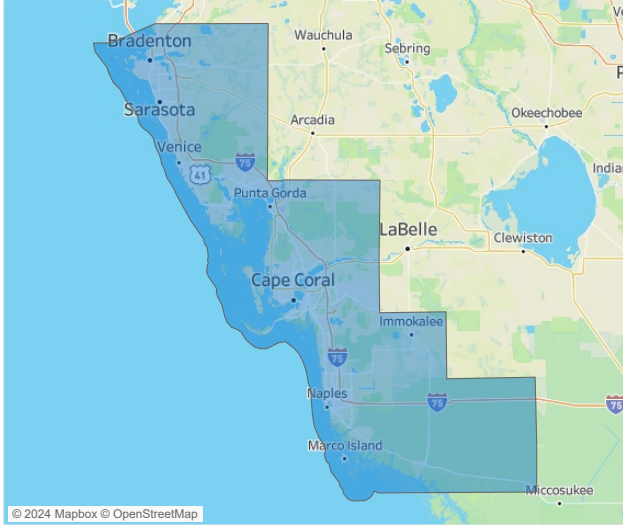 Bradenton
Wauchula
Sebring
Sarasota
Okeechobee
Arcadia
Venice
75
41
Punta Gorda
LaBelle
Clewiston
Cape Coral
Immokalee
75
Naples
75
75
Marco Island
Miccosukee
© 2024 Mapbox © OpenStreetMap